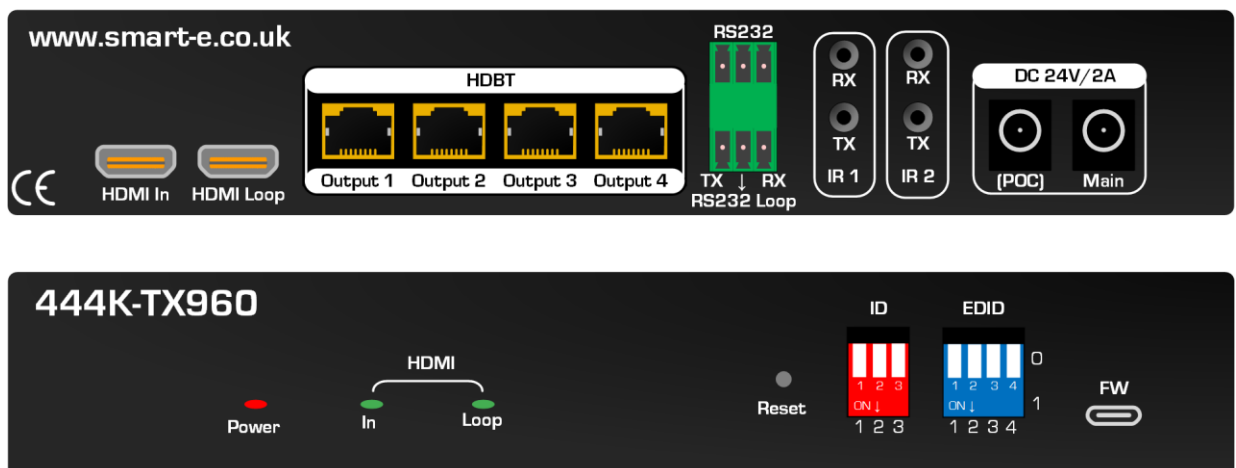 www.smart-e.co.uk
RS232
HDBT
RX RX
DC 24V/2A
TX TX
Output 1 Output 2 Output 3 Output 4
IR 1 IR 2
(POC) Main
CE
HDMI In HDMI Loop
TX ↓ RX
RS232 Loop
444K-TX960
ID EDID
HDMI
0
1 2 3 1 2 3 4
ON ↓ ON ↓
1
FW
Reset
1 2 3 1 2 3 4
Power In Loop